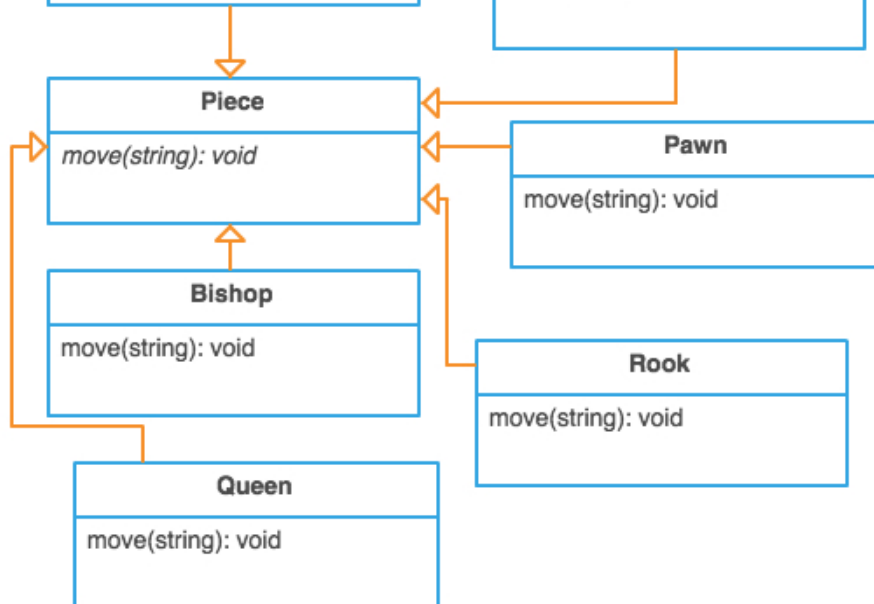 Piece
move(string): void
Pawn
move(string): void
Bishop
move(string): void
Rook
move(string): void
Queen
move(string): void